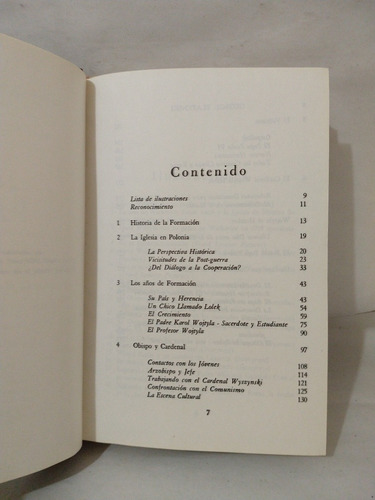 Contenido
Lista de ilustraciones 9
Reconocimiento 11
1 Historia de la Formación 13
2 La Iglesia en Polonia 19
La Perspectiva Histórica 20
Vicisitudes de la Post-guerra 23
¿Del Diálogo a la Cooperación? 33
3 Los años de Formación 43
Su País y Herencia 43
Un Chico Llamado Lolek 54
El Crecimiento 59
El Padre Karol Wojtyla - Sacerdote y Estudiante 75
El Profesor Wojtyla 90
4 Obispo y Cardenal 97
Contactos con los Jóvenes 108
Arzobispo y Jefe 114
Trabajando con el Cardenal Wyszynski 121
Confrontación con el Comunismo 125
La Escena Cultural 130
7